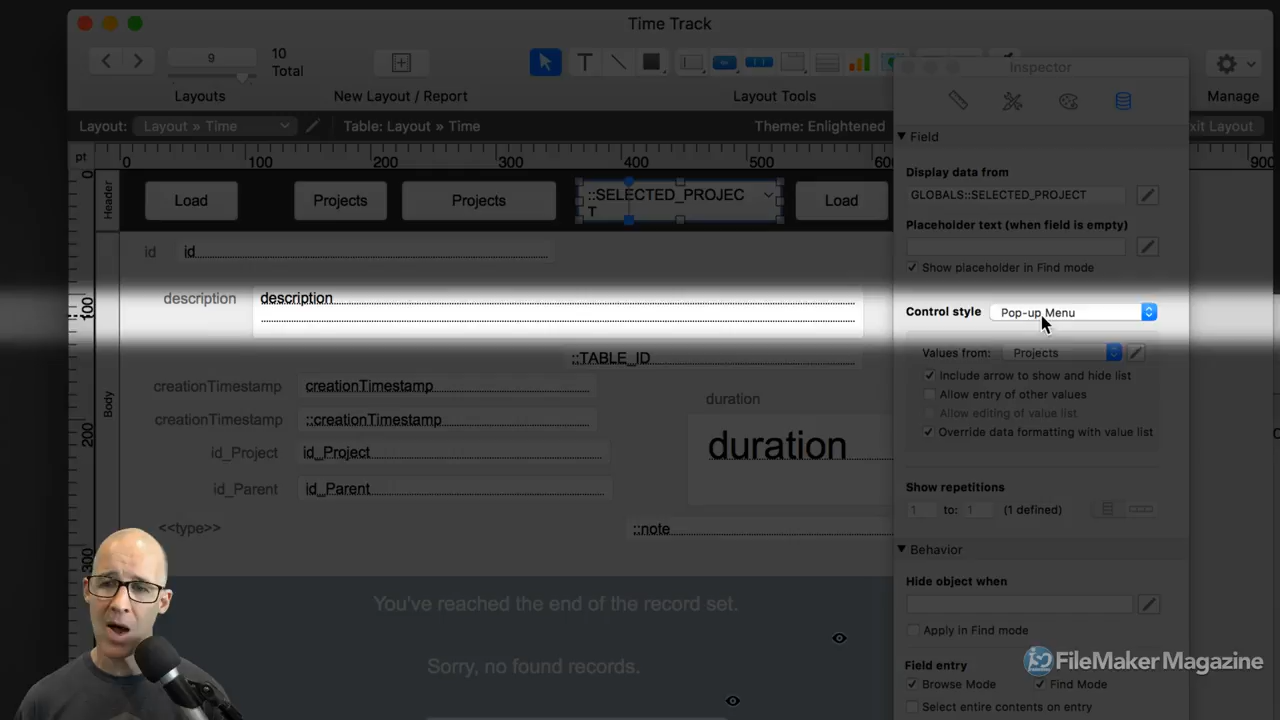 Time Track
9
10
Total
Layouts
New Layout / Report
Layout Tools
Manage
Layout:
Layout » Time
Table: Layout » Time
Theme: Enlightened
xit Layout
pt
0
100
200
300
400
500
900
Header
Load
Projects
Projects
::SELECTED_PROJEC
T
Load
0
100
200
300
Body
id
id
description
description
::TABLE_ID
creationTimestamp
creationTimestamp
creationTimestamp
::creationTimestamp
id_Project
id_Project
id_Parent
id_Parent
<<type>>
::note
duration
duration
You've reached the end of the record set.
Sorry, no found records.
Inspector
Field
Display data from
GLOBALS::SELECTED_PROJECT
Placeholder text (when field is empty)
Show placeholder in Find mode
Control style
Pop-up Menu
Values from:
Projects
Include arrow to show and hide list
Allow entry of other values
Allow editing of value list
Override data formatting with value list
Show repetitions
1 to: 1 (1 defined)
Behavior
Hide object when
Apply in Find mode
Field entry
Browse Mode
Find Mode
Select entire contents on entry
FileMaker Magazine